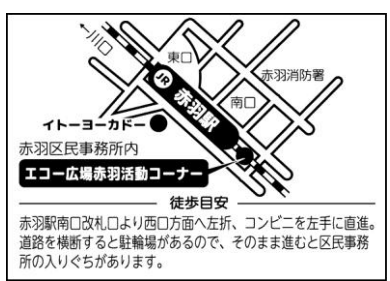 ←川口
東口
JR
赤羽駅
赤羽消防署
南口
イトーヨーカドー
赤羽区民事務所内
エコー広場赤羽活動コーナー
徒歩目安
赤羽駅南口改札口より西口方面へ左折、コンビニを左手に直進。
道路を横断すると駐輪場があるので、そのまま進むと区民事務
所の入りぐちがあります。